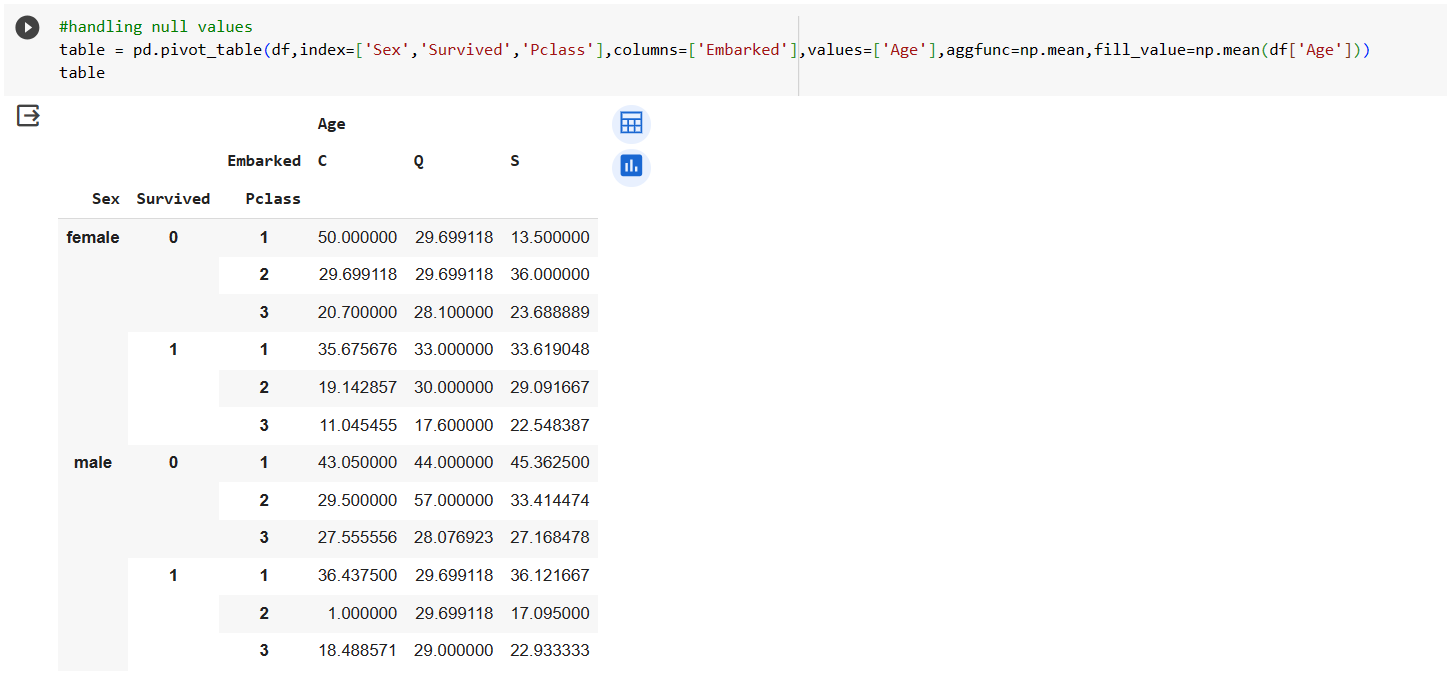 #handling null values
table = pd.pivot_table(df,index=['Sex','Survived','Pclass'],columns=['Embarked'],values=['Age'],aggfunc=np.mean,fill_value=np.mean(df['Age']))
table
Age
Embarked C Q S
Sex Survived Pclass
female 0 1 50.000000 29.699118 13.500000
2 29.699118 29.699118 36.000000
3 20.700000 28.100000 23.688889
1 1 35.675676 33.000000 33.619048
2 19.142857 30.000000 29.091667
3 11.045455 17.600000 22.548387
male 0 1 43.050000 44.000000 45.362500
2 29.500000 57.000000 33.414474
3 27.555556 28.076923 27.168478
1 1 36.437500 29.699118 36.121667
2 1.000000 29.699118 17.095000
3 18.488571 29.000000 22.933333